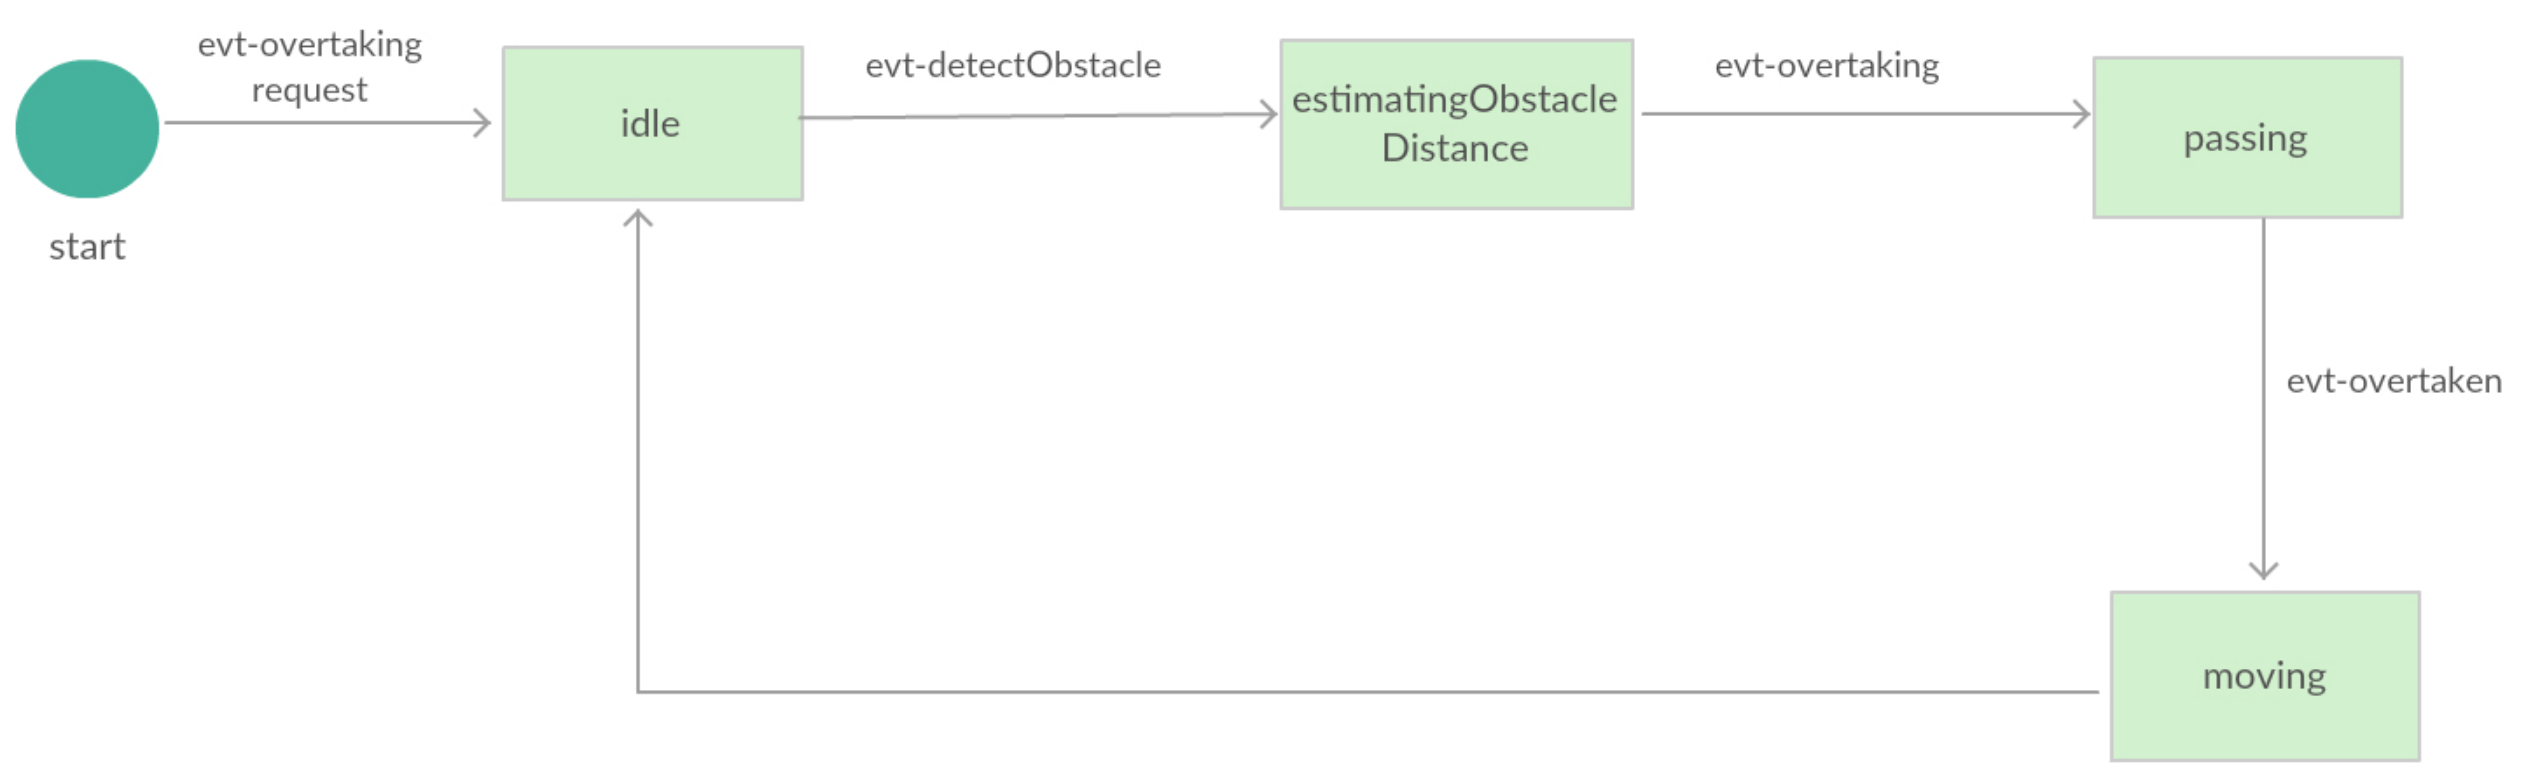 evt-overtaking
request
start
idle
evt-detectObstacle
estimatingObstacle
Distance
evt-overtaking
passing
evt-overtaken
moving